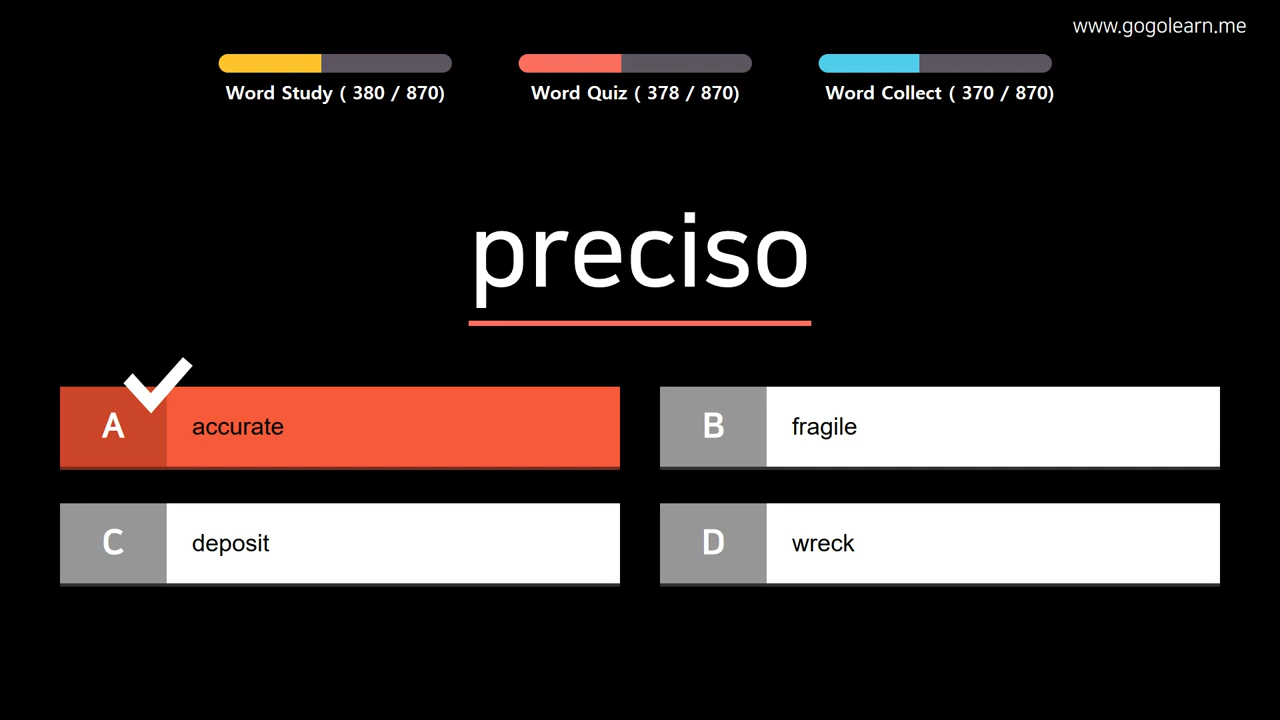 www.gogolearn.me
Word Study ( 380 / 870)
Word Quiz ( 378 / 870)
Word Collect ( 370 / 870)
preciso
A accurate
B fragile
C deposit
D wreck